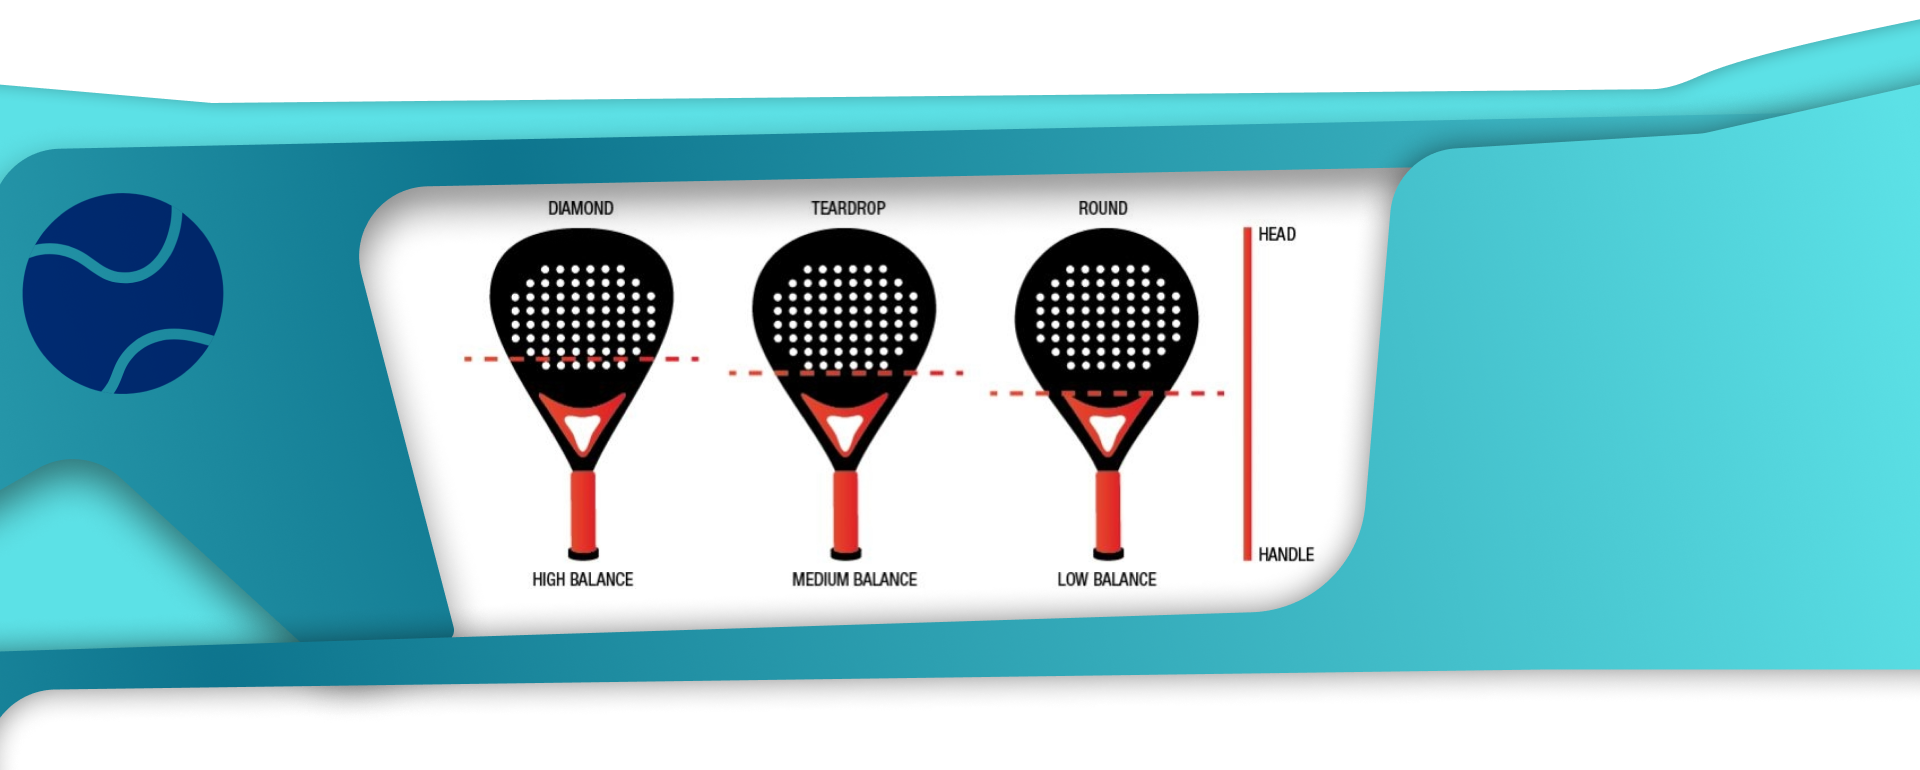 DIAMOND
TEARDROP
ROUND
HEAD
HANDLE
HIGH BALANCE
MEDIUM BALANCE
LOW BALANCE